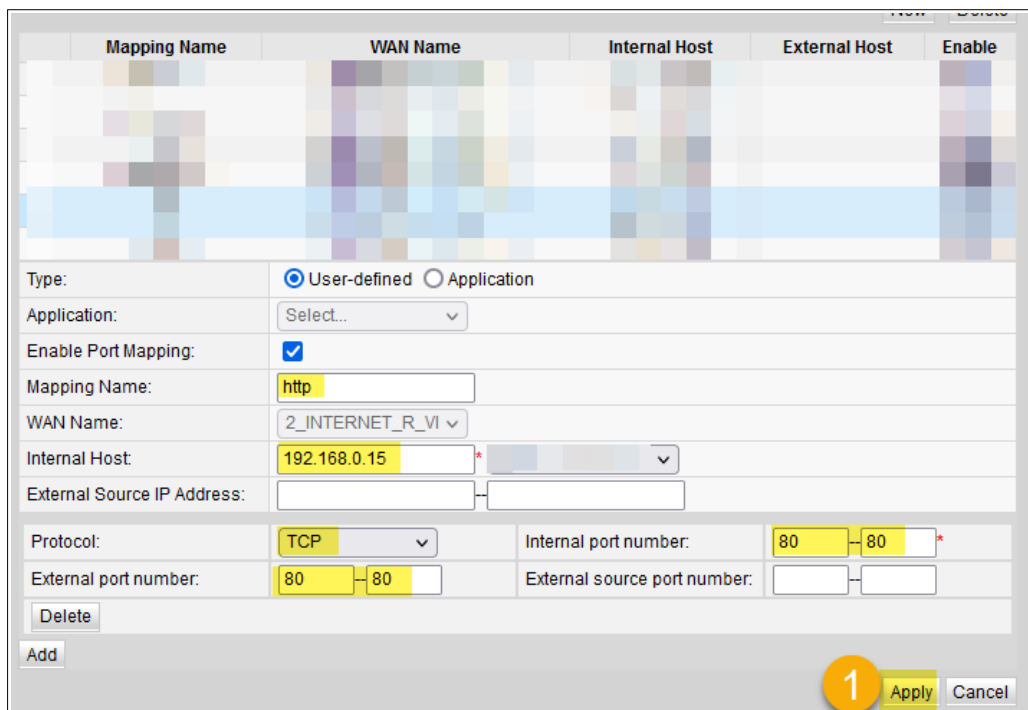 New Delete
Mapping Name WAN Name Internal Host External Host Enable
Type: User-defined Application
Application: Select...
Enable Port Mapping:
Mapping Name: http
WAN Name: 2_INTERNET_R_VI
Internal Host: 192.168.0.15 *
External Source IP Address: --
Protocol: TCP Internal port number: 80 -- 80 *
External port number: 80 -- 80 External source port number: --
Delete
Add
1 Apply Cancel